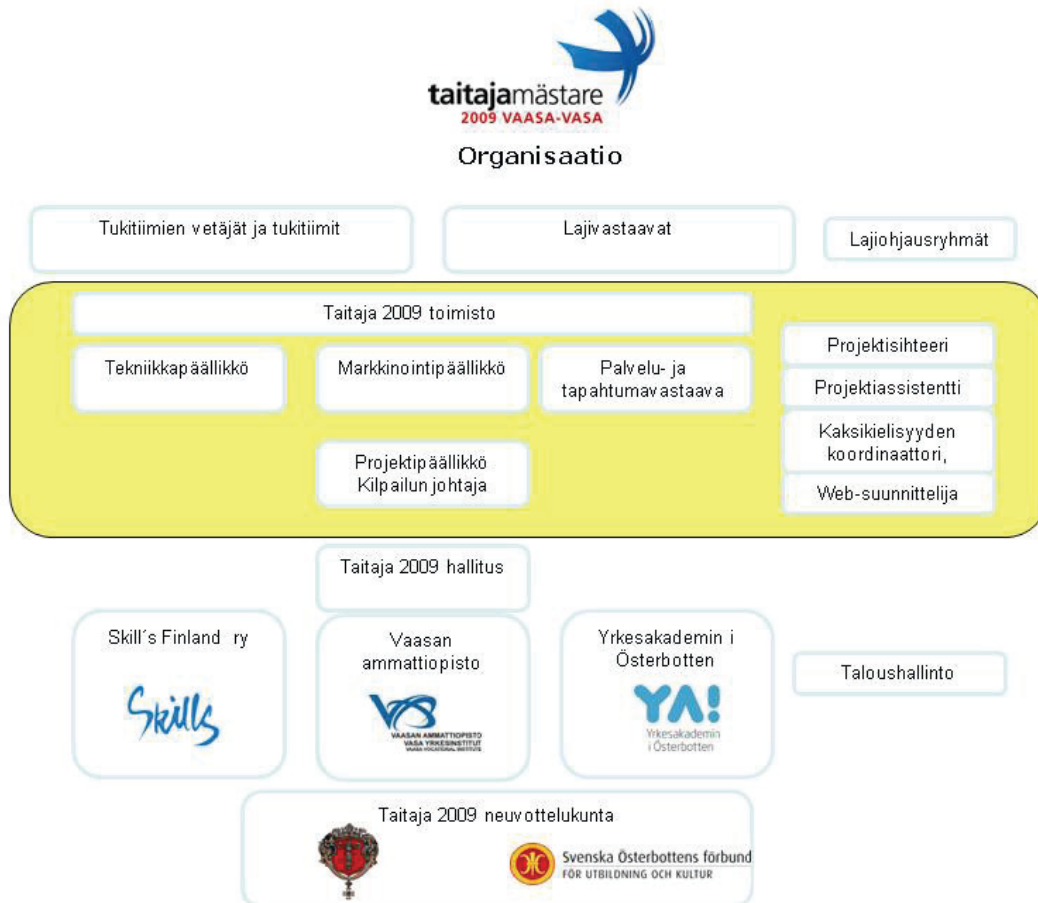 taitajamästare
2009 VAASA-VASA
Organisaatio
Tukitiimien vetäjät ja tukitiimit
Lajivastaavat
Lajiohjausryhmät
Taitaja 2009 toimisto
Tekniikkapäällikkö
Markkinointipäällikkö
Palvelu- ja
tapahtumavastaava
Projektisihteeri
Projektiassistentti
Kaksikielisyyden
koordinaattori,
Web-suunnittelija
Projektipäällikkö
Kilpailun johtaja
Taitaja 2009 hallitus
Skill´s Finland ry
Skills
Vaasan
ammattiopisto
VAASAN AMMATTIOPISTO
VASA YRKESINSTITUT
VAASA VOCATIONAL INSTITUTE
Yrkesakademin i
Österbotten
YA!
Yrkesakademin
i Österbotten
Taloushallinto
Taitaja 2009 neuvottelukunta
Svenska Österbottens förbund
FÖR UTBILDNING OCH KULTUR